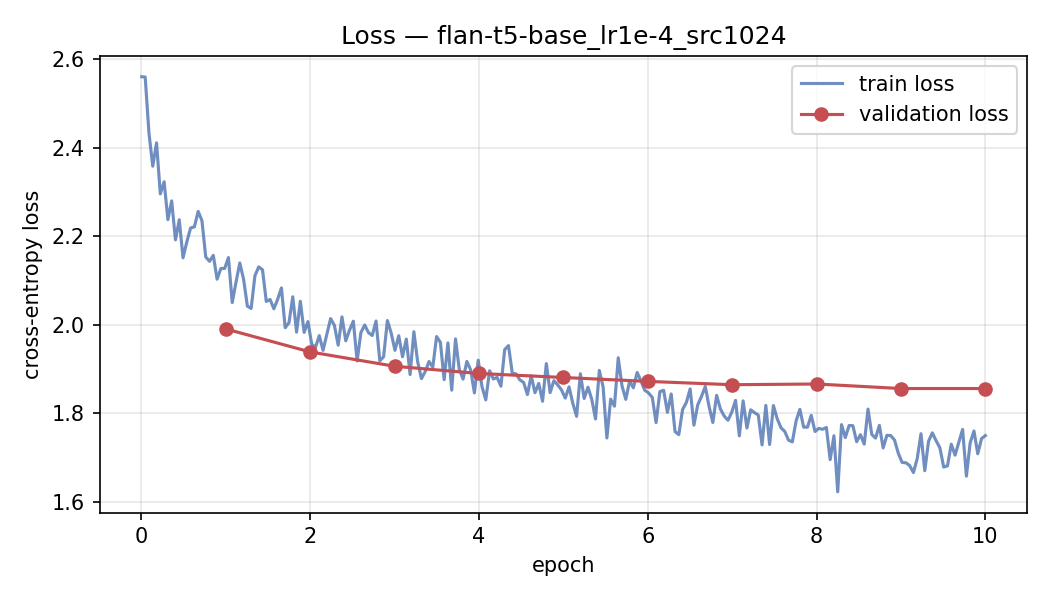 Loss — flan-t5-base_lr1e-4_src1024
train loss
validation loss
cross-entropy loss
2.6
2.4
2.2
2.0
1.8
1.6
0 2 4 6 8 10
epoch